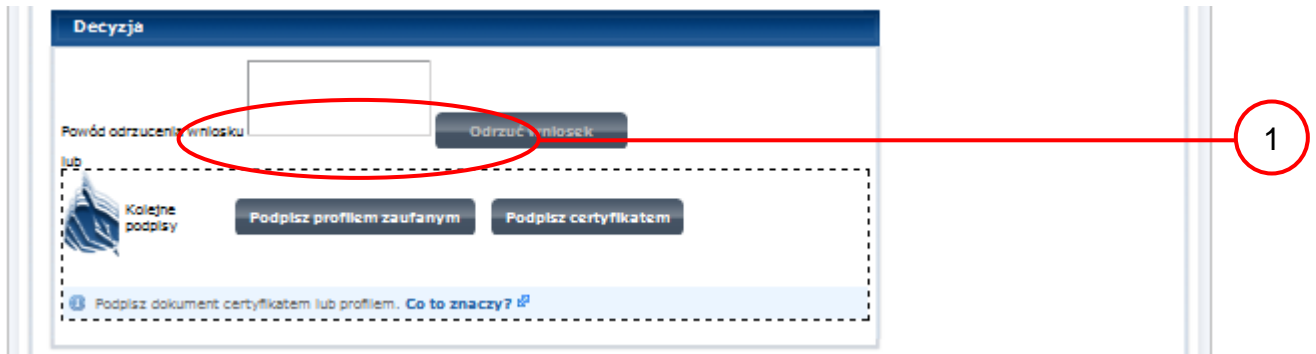 Decyzja
Powód odrzucenia wniosku
Odrzuć wniosek
1
lub
Kolejne
podpisy
Podpisz profilem zaufanym
Podpisz certyfikatem
Podpisz dokument certyfikatem lub profilem. Co to znaczy?